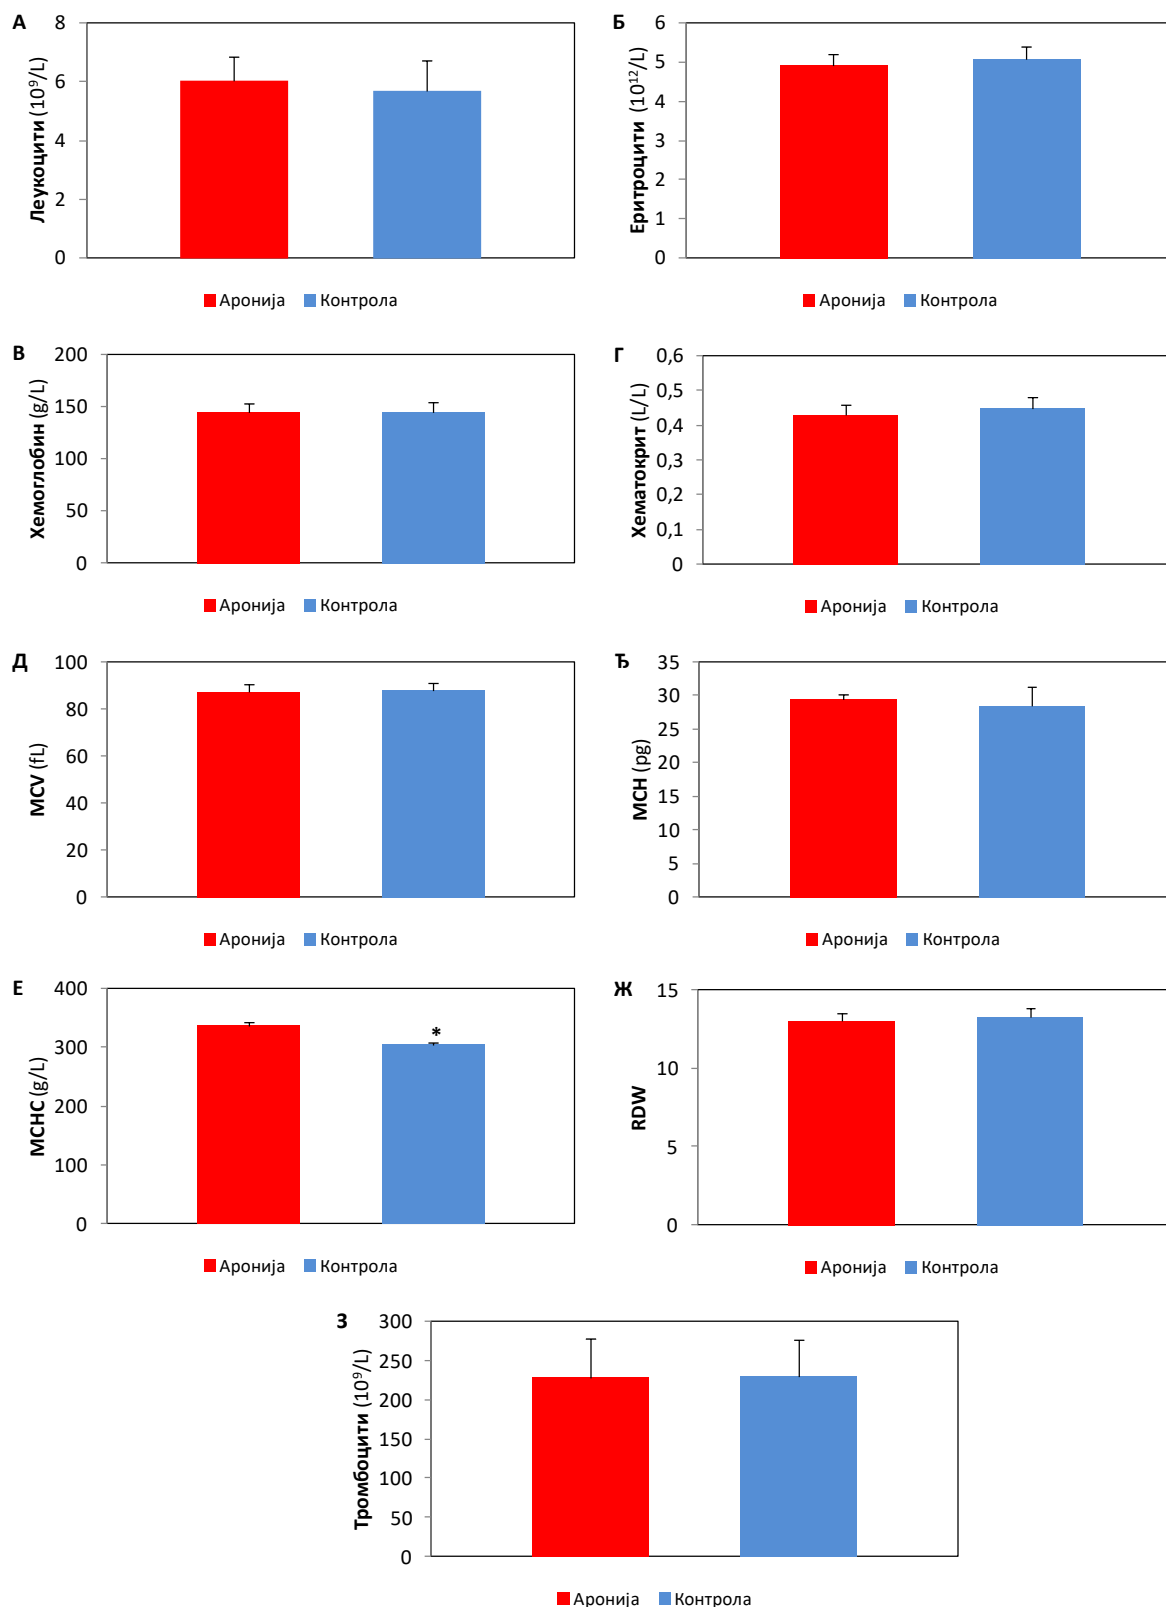 А
Леукоцити (10⁹/L)
8
6
4
2
0
Аронија Контрола
Б
Еритроцити (10¹²/L)
6
5
4
3
2
1
0
Аронија Контрола
В
Хемоглобин (g/L)
200
150
100
50
0
Аронија Контрола
Г
Хематокрит (L/L)
0,6
0,5
0,4
0,3
0,2
0,1
0
Аронија Контрола
Д
MCV (fL)
100
80
60
40
20
0
Аронија Контрола
Ђ
MCH (pg)
35
30
25
20
15
10
5
0
Аронија Контрола
Е
MCHC (g/L)
400
300
200
100
0
*
Аронија Контрола
Ж
RDW
15
10
5
0
Аронија Контрола
З
Тромбоцити (10⁹/L)
300
250
200
150
100
50
0
Аронија Контрола